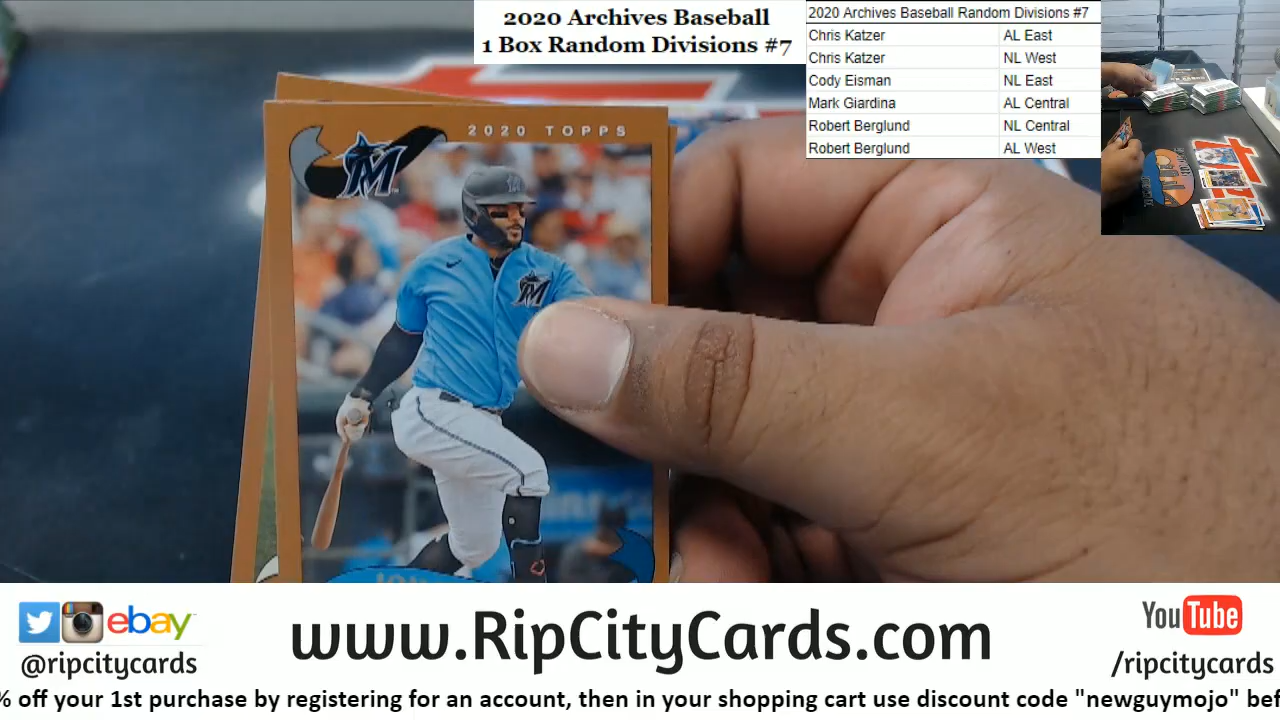 2020 Archives Baseball
1 Box Random Divisions #7
2020 Archives Baseball Random Divisions #7
Chris Katzer AL East
Chris Katzer NL West
Cody Eisman NL East
Mark Giardina AL Central
Robert Berglund NL Central
Robert Berglund AL West
2020 TOPPS
M
M
ebay
@ripcitycards
www.RipCityCards.com
YouTube
/ripcitycards
% off your 1st purchase by registering for an account, then in your shopping cart use discount code "newguymojo" bef